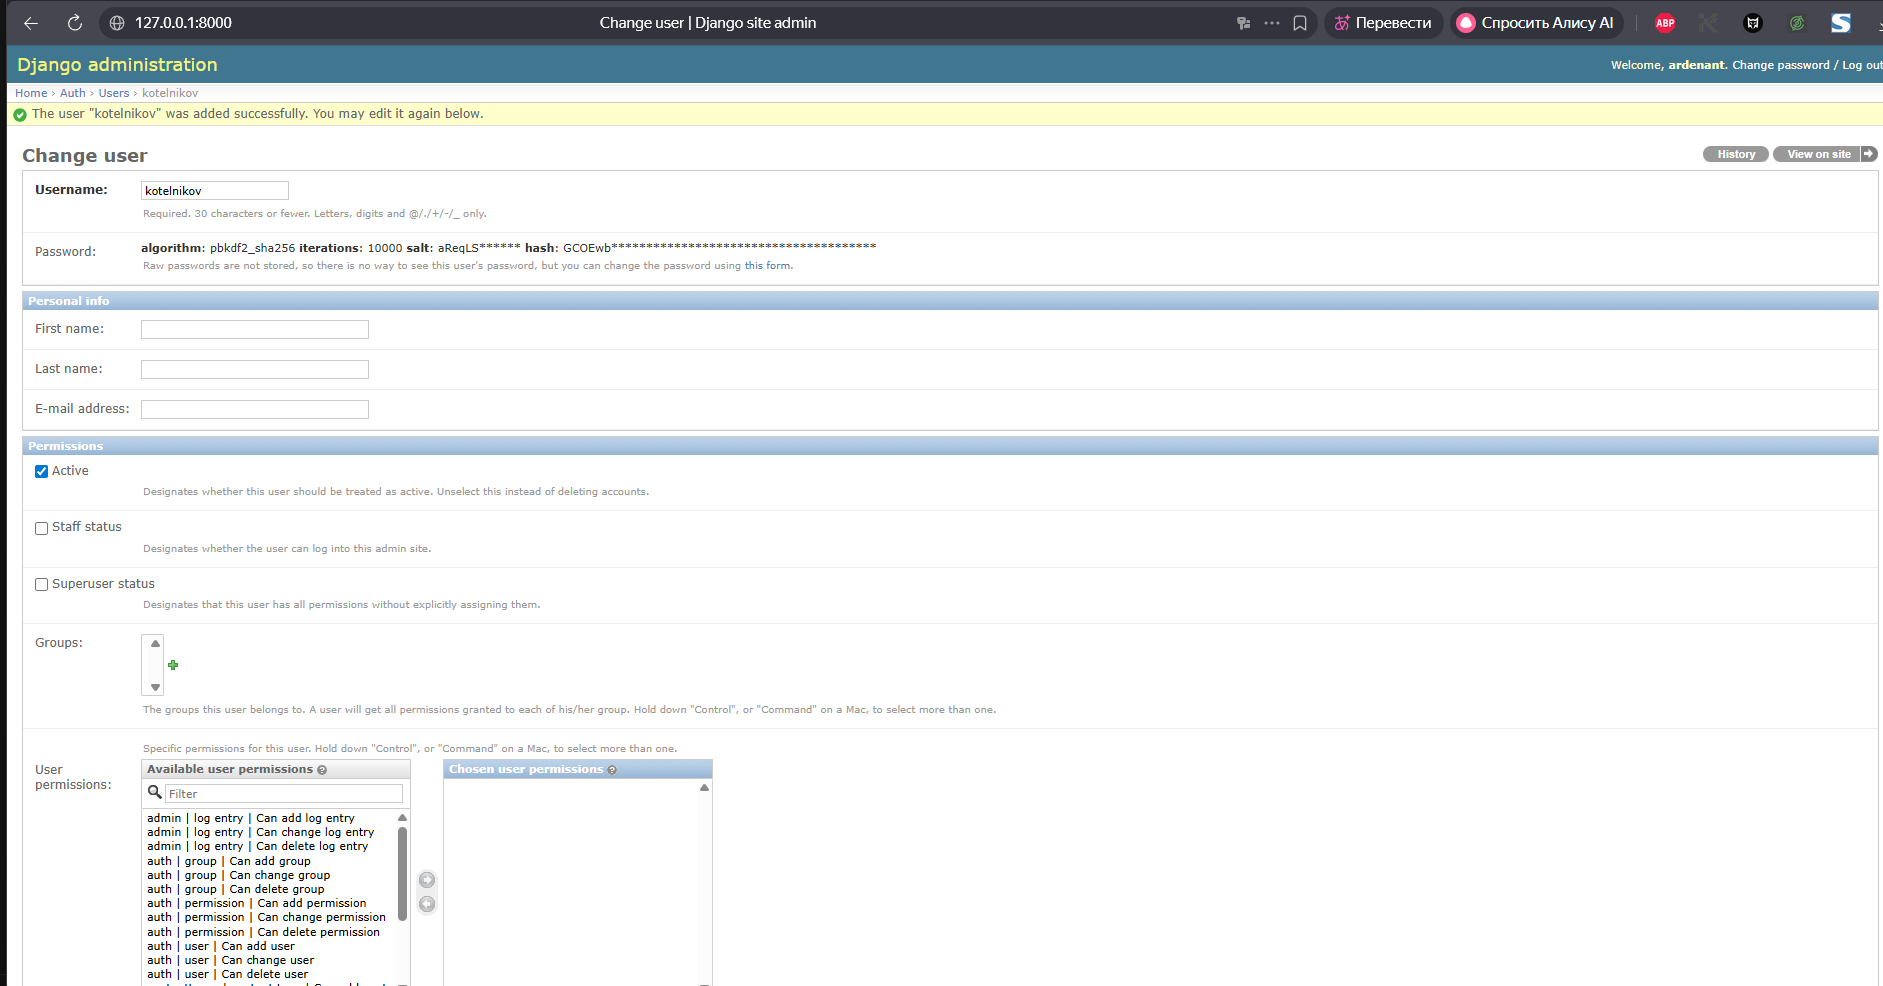 127.0.0.1:8000 Change user | Django site admin Перевести Спросить Алису AI ABP S
Django administration Welcome, ardenant. Change password / Log out
Home › Auth › Users › kotelnikov
The user "kotelnikov" was added successfully. You may edit it again below.
Change user History View on site
Username: kotelnikov
Required. 30 characters or fewer. Letters, digits and @/./+/-/_ only.
Password: algorithm: pbkdf2_sha256 iterations: 10000 salt: aReqLS****** hash: GCOEwb**************************************
Raw passwords are not stored, so there is no way to see this user's password, but you can change the password using this form.
Personal info
First name:
Last name:
E-mail address:
Permissions
Active
Designates whether this user should be treated as active. Unselect this instead of deleting accounts.
Staff status
Designates whether the user can log into this admin site.
Superuser status
Designates that this user has all permissions without explicitly assigning them.
Groups:
The groups this user belongs to. A user will get all permissions granted to each of his/her group. Hold down "Control", or "Command" on a Mac, to select more than one.
Specific permissions for this user. Hold down "Control", or "Command" on a Mac, to select more than one.
User permissions:
Available user permissions ? Chosen user permissions ?
Filter
admin | log entry | Can add log entry
admin | log entry | Can change log entry
admin | log entry | Can delete log entry
auth | group | Can add group
auth | group | Can change group
auth | group | Can delete group
auth | permission | Can add permission
auth | permission | Can change permission
auth | permission | Can delete permission
auth | user | Can add user
auth | user | Can change user
auth | user | Can delete user